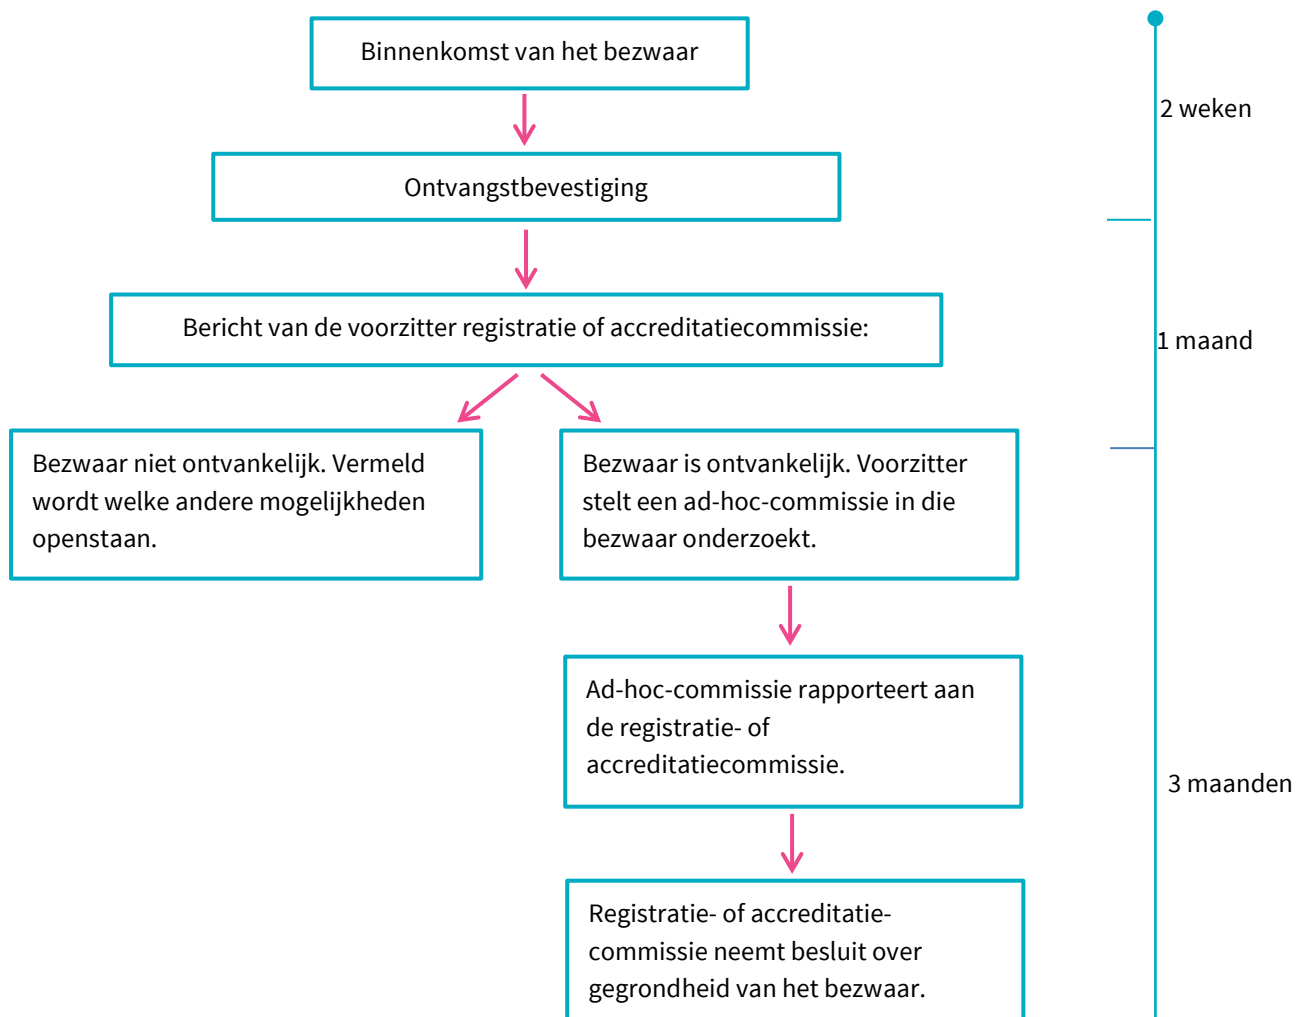 Binnenkomst van het bezwaar
2 weken
Ontvangstbevestiging
Bericht van de voorzitter registratie of accreditatiecommissie:
1 maand
Bezwaar niet ontvankelijk. Vermeld
wordt welke andere mogelijkheden
openstaan.
Bezwaar is ontvankelijk. Voorzitter
stelt een ad-hoc-commissie in die
bezwaar onderzoekt.
Ad-hoc-commissie rapporteert aan
de registratie- of
accreditatiecommissie.
3 maanden
Registratie- of accreditatie-
commissie neemt besluit over
gegrondheid van het bezwaar.